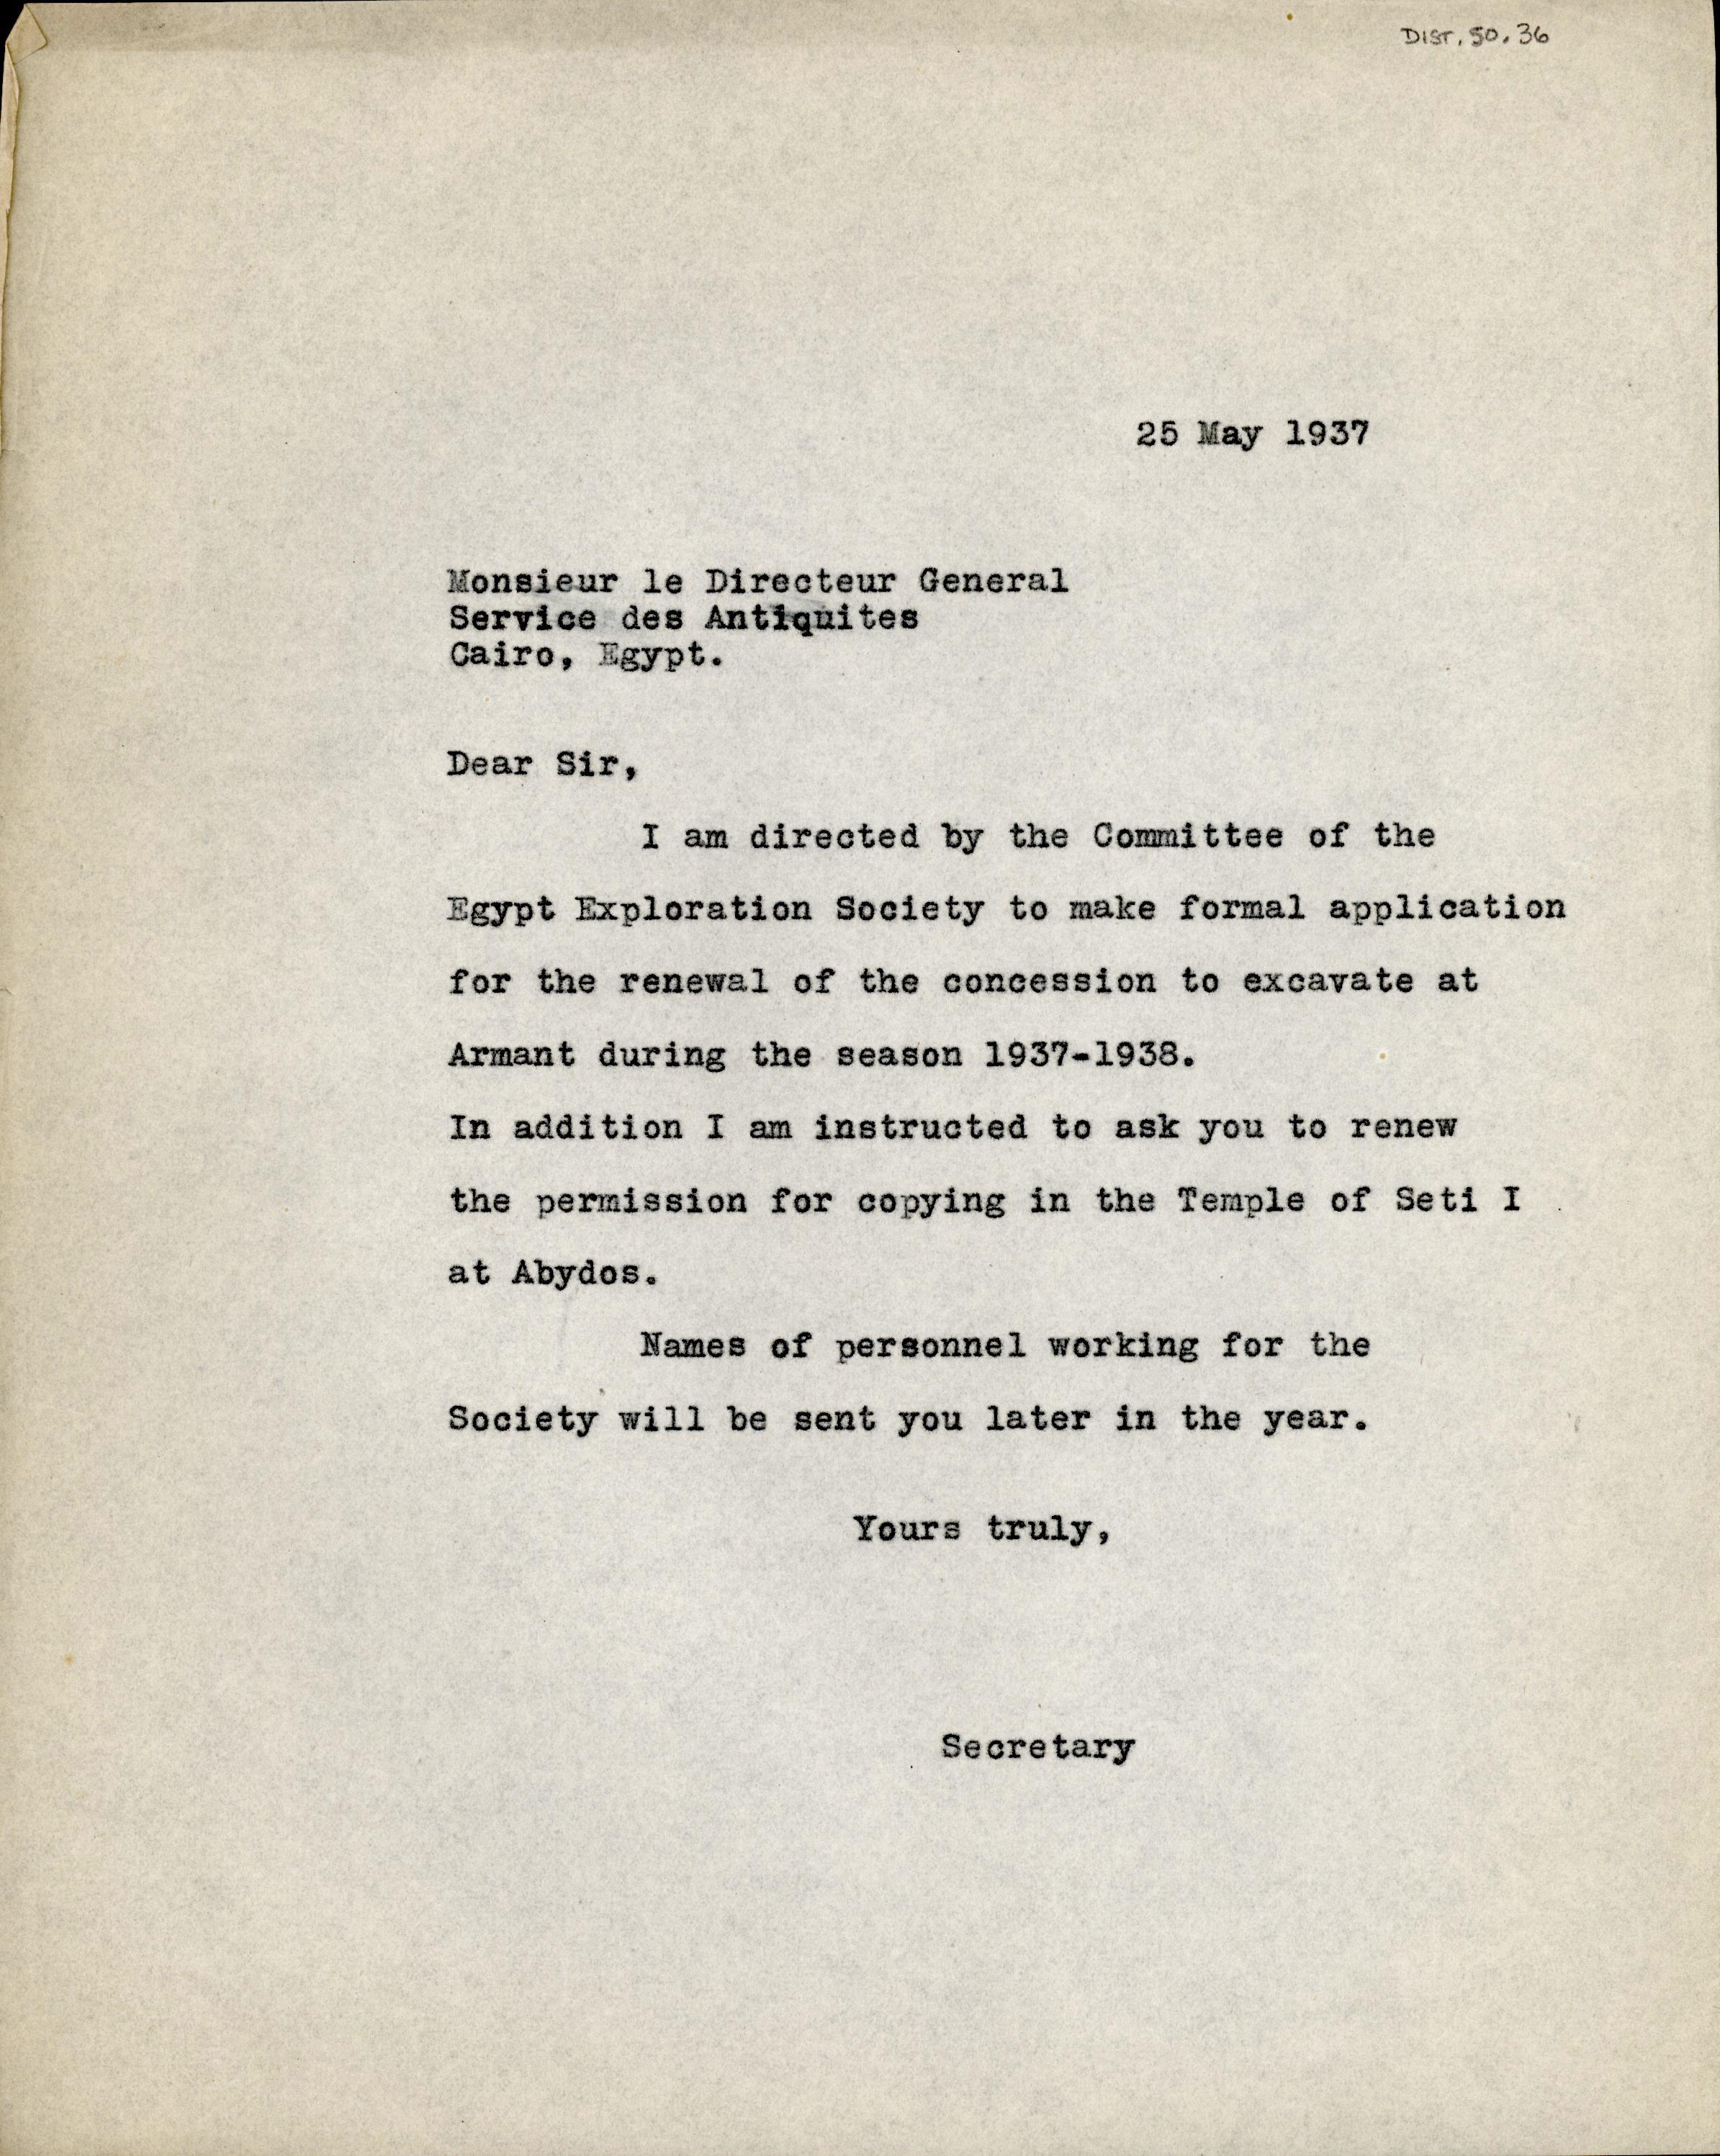 DIST. 50. 36
25 May 1937
Monsieur le Directeur General
Service des Antiquites
Cairo, Egypt.
Dear Sir,
I am directed by the Committee of the
Egypt Exploration Society to make formal application
for the renewal of the concession to excavate at
Armant during the season 1937-1938.
In addition I am instructed to ask you to renew
the permission for copying in the Temple of Seti I
at Abydos.
Names of personnel working for the
Society will be sent you later in the year.
Yours truly,
Secretary